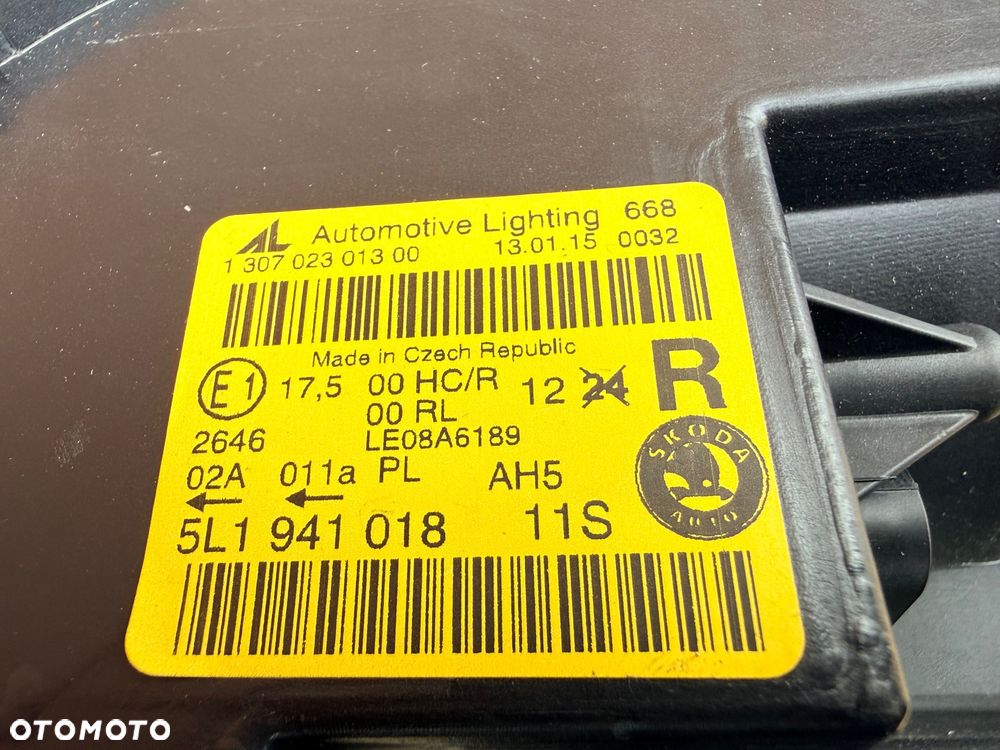 AL Automotive Lighting 668
1 307 023 013 00 13.01.15 0032
Made in Czech Republic
E1 17,5 00 HC/R 12 24 R
00 RL
2646 LE08A6189
02A 011a PL AH5
5L1 941 018 11S
ŠKODA
AUTO
OTOMOTO